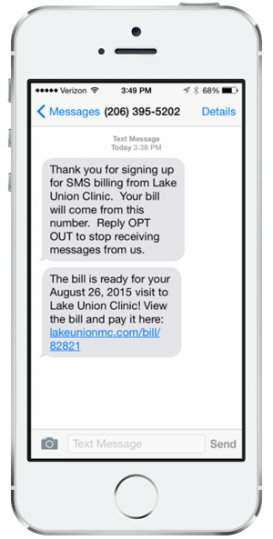 Verizon 3:49 PM 68%
Messages (206) 395-5202 Details
Text Message
Today 3:38 PM
Thank you for signing up
for SMS billing from Lake
Union Clinic. Your bill
will come from this
number. Reply OPT
OUT to stop receiving
messages from us.
The bill is ready for your
August 26, 2015 visit to
Lake Union Clinic! View
the bill and pay it here:
lakeunionmc.com/bill/
82821
Text Message Send